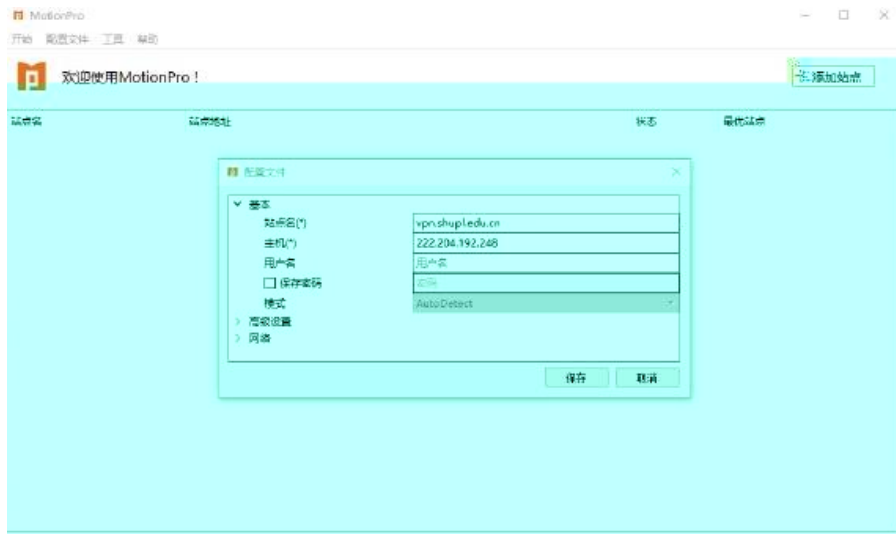 MotionPro
开始 配置文件 工具 帮助
欢迎使用MotionPro！
添加站点
站点名 站点地址 状态 最优站点
配置文件
基本
站点名(*) vpn.shupl.edu.cn
主机(*) 222.204.192.248
用户名 用户名
保存密码 密码
模式 AutoDetect
高级设置
网络
保存 取消